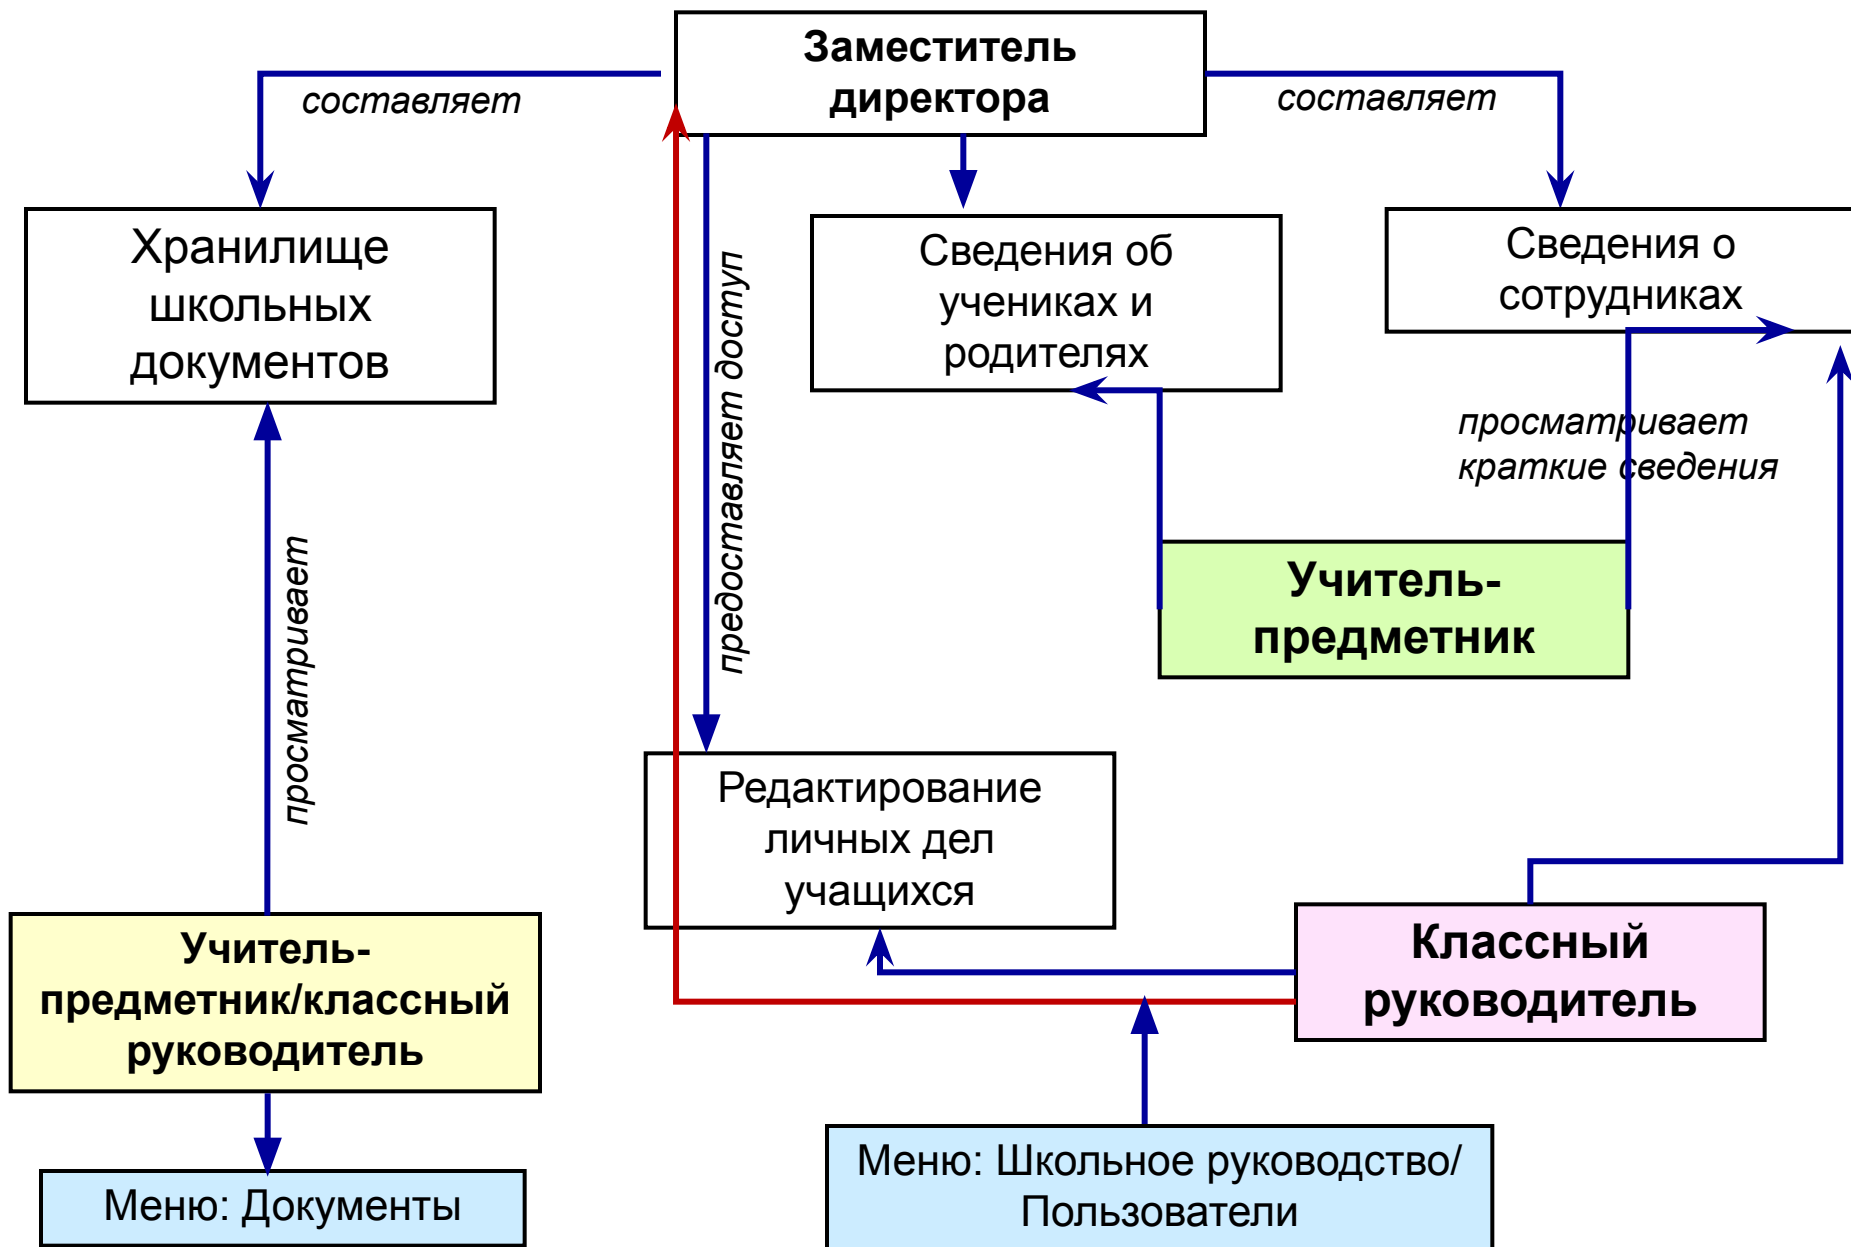 Заместитель
директора
составляет
составляет
Хранилище
школьных
документов
Сведения об
учениках и
родителях
Сведения о
сотрудниках
предоставляет доступ
просматривает
краткие сведения
просматривает
Учитель-
предметник
Редактирование
личных дел
учащихся
Учитель-
предметник/классный
руководитель
Классный
руководитель
Меню: Документы
Меню: Школьное руководство/
Пользователи